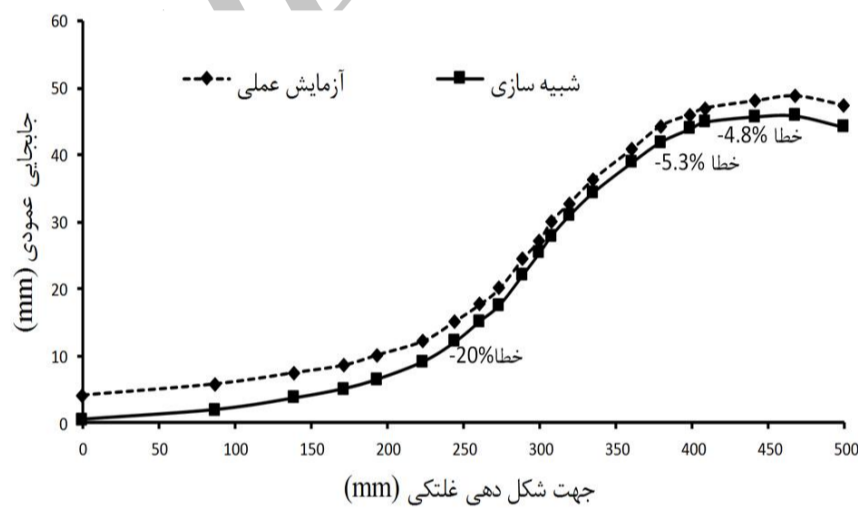 60
50
40
30
20
10
0
آزمایش عملی
شبیه سازی
خطا -4.8%
خطا -5.3%
خطا -20%
جابجایی عمودی (mm)
0 50 100 150 200 250 300 350 400 450 500
جهت شکل دهی غلتکی (mm)